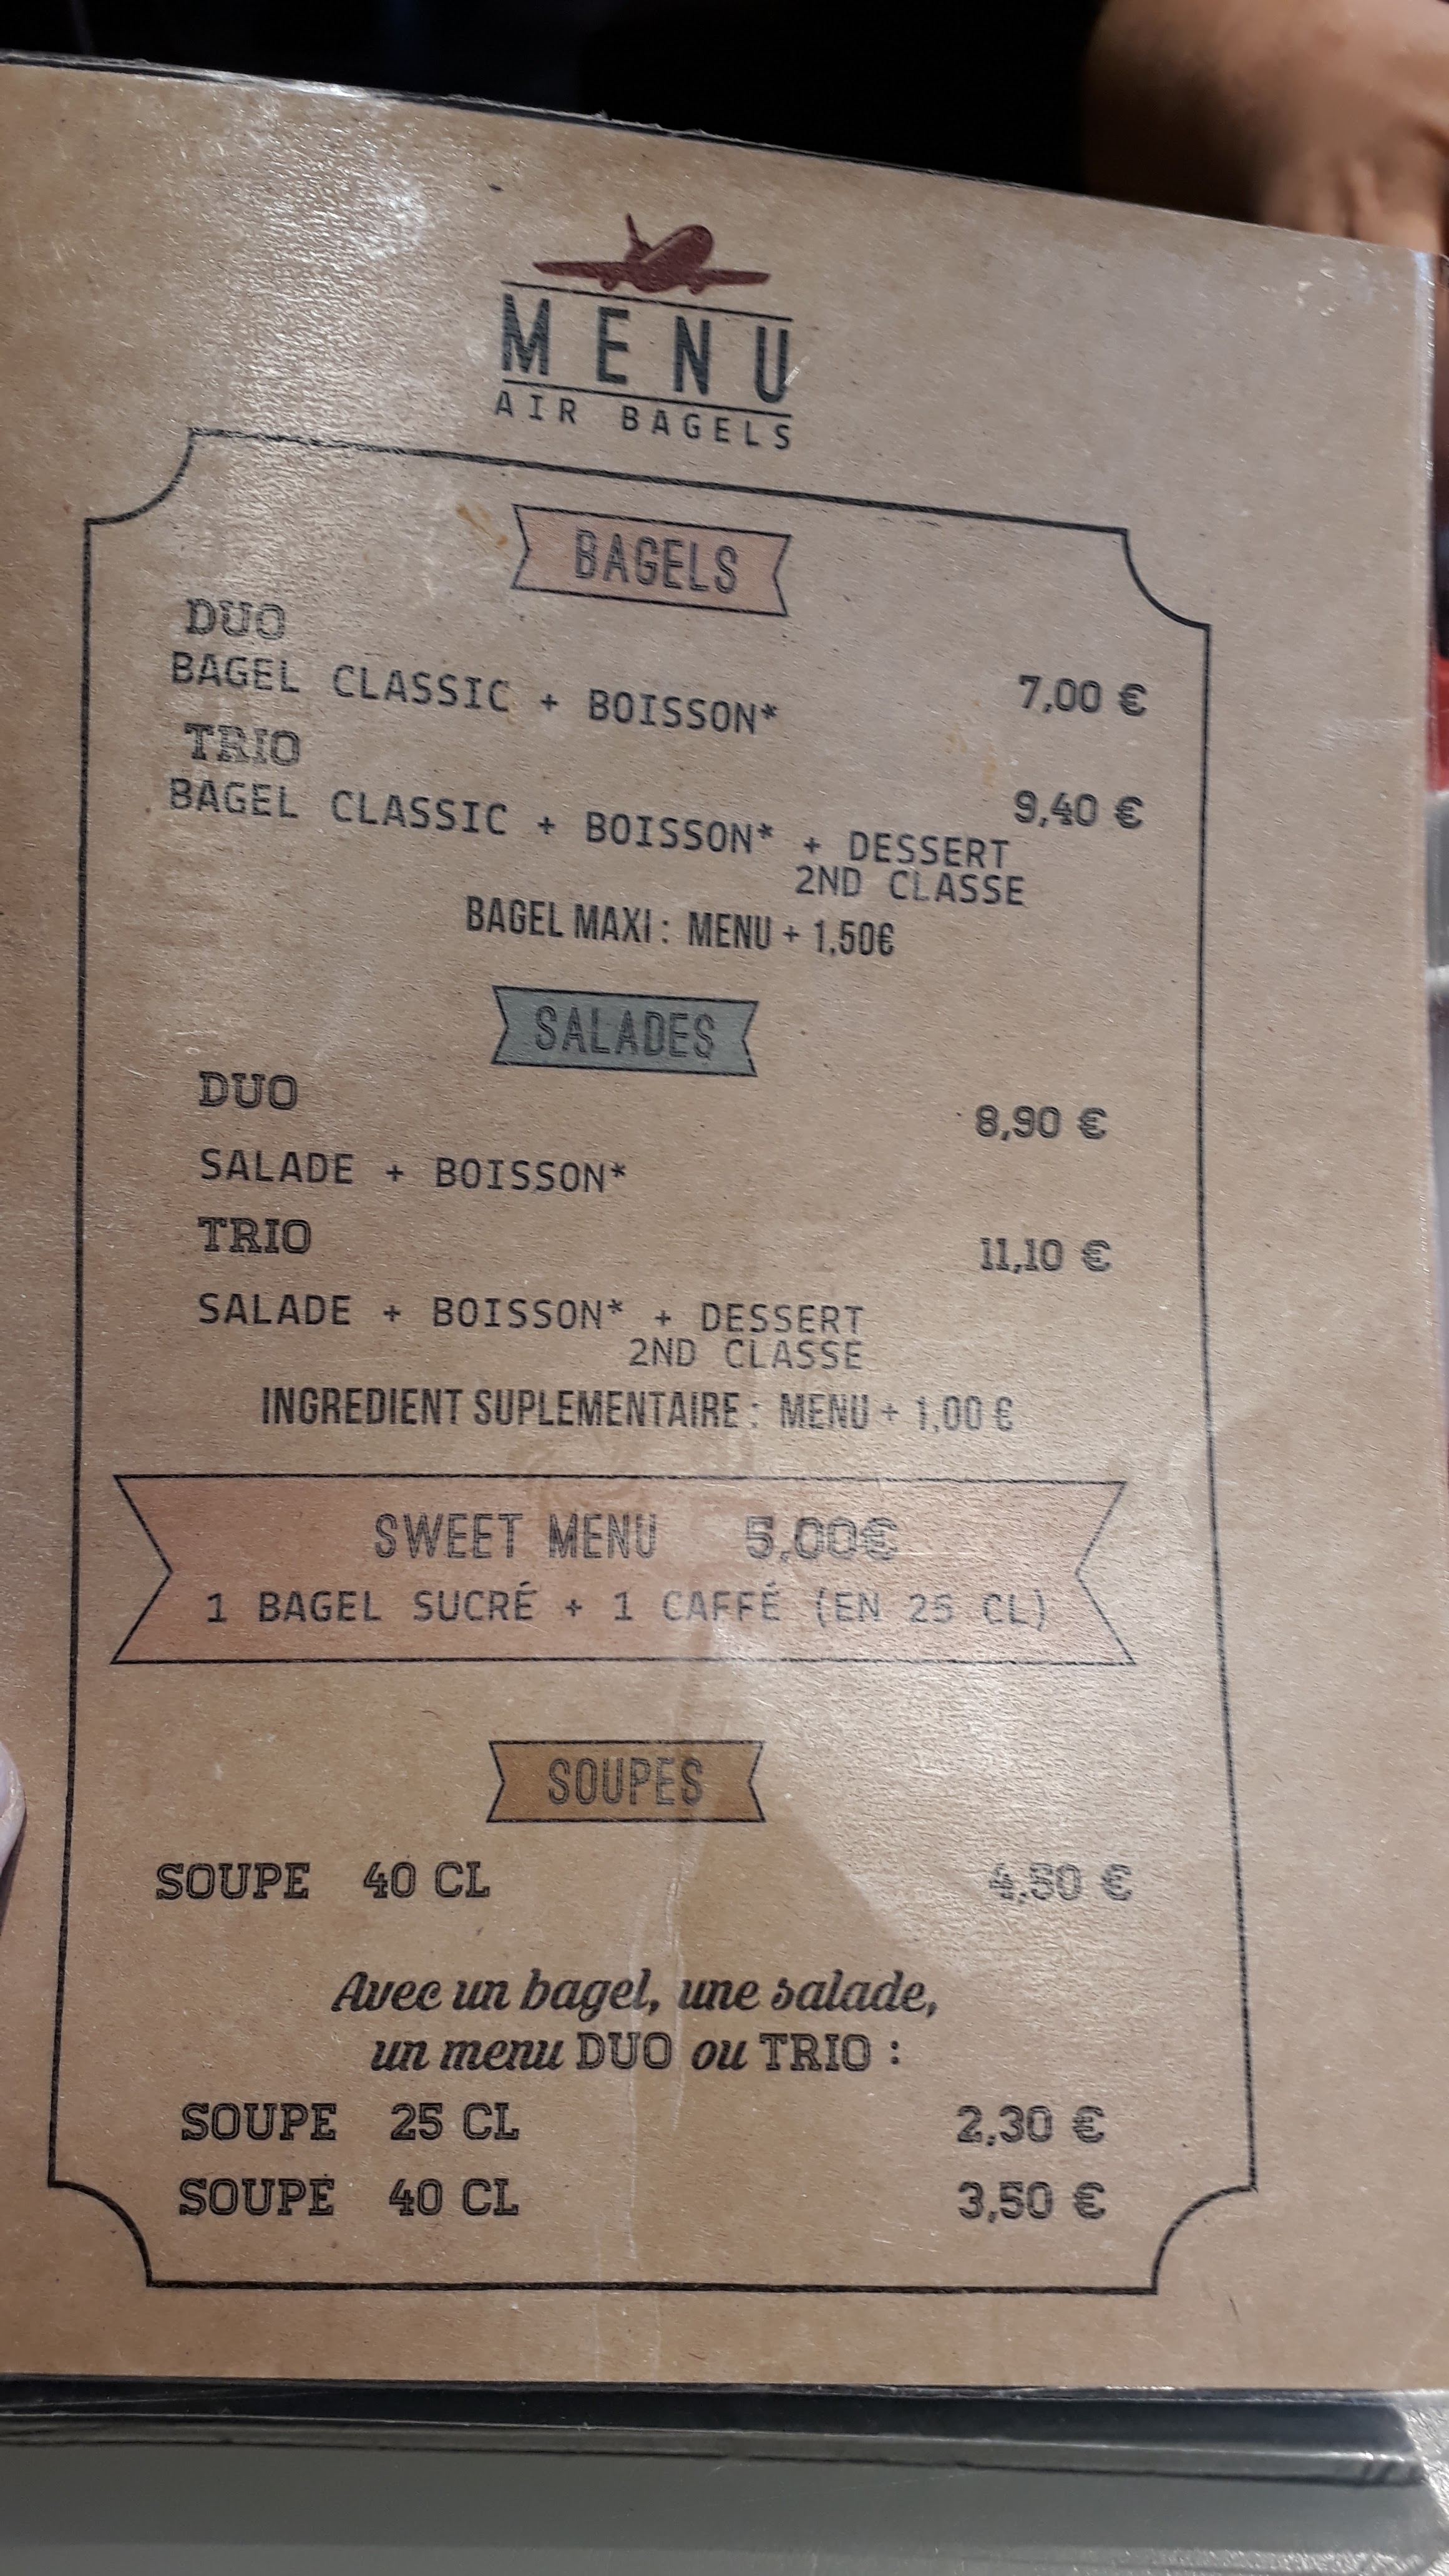 MENU
AIR BAGELS
BAGELS
DUO
BAGEL CLASSIC + BOISSON* 7,00 €
TRIO
BAGEL CLASSIC + BOISSON* + DESSERT 9,40 €
2ND CLASSE
BAGEL MAXI : MENU + 1,50€
SALADES
DUO 8,90 €
SALADE + BOISSON*
TRIO 11,10 €
SALADE + BOISSON* + DESSERT
2ND CLASSE
INGREDIENT SUPLEMENTAIRE : MENU + 1,00 €
SWEET MENU 5,00€
1 BAGEL SUCRÉ + 1 CAFFÉ (EN 25 CL)
SOUPES
SOUPE 40 CL 4,50 €
Avec un bagel, une salade,
un menu DUO ou TRIO :
SOUPE 25 CL 2,30 €
SOUPE 40 CL 3,50 €